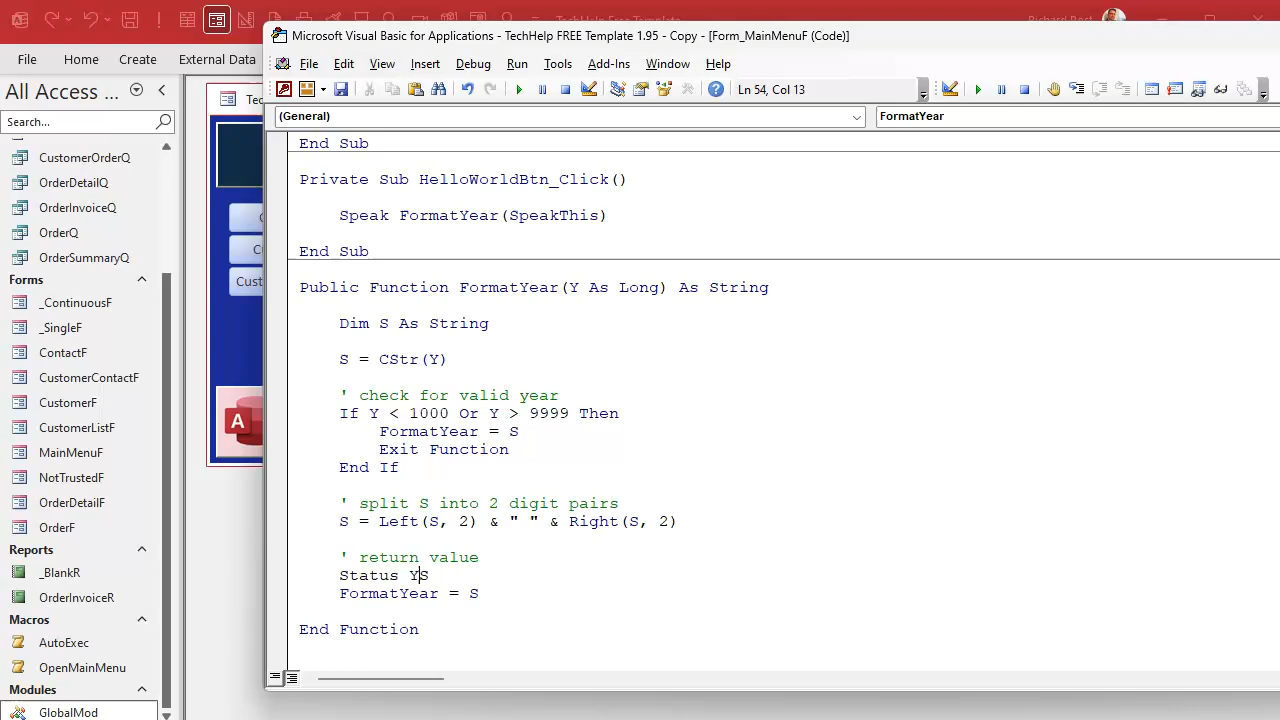 TechHelp Free Template
Richard Rost
Microsoft Visual Basic for Applications - TechHelp FREE Template 1.95 - Copy - [Form_MainMenuF (Code)]
File Home Create External Data
File Edit View Insert Debug Run Tools Add-Ins Window Help
Ln 54, Col 13
All Access ...
Search...
CustomerOrderQ
OrderDetailQ
OrderInvoiceQ
OrderQ
OrderSummaryQ
Forms
_ContinuousF
_SingleF
ContactF
CustomerContactF
CustomerF
CustomerListF
MainMenuF
NotTrustedF
OrderDetailF
OrderF
Reports
_BlankR
OrderInvoiceR
Macros
AutoExec
OpenMainMenu
Modules
GlobalMod
Tec
C
Cu
Cust
A
(General)
FormatYear
End Sub
Private Sub HelloWorldBtn_Click()
Speak FormatYear(SpeakThis)
End Sub
Public Function FormatYear(Y As Long) As String
Dim S As String
S = CStr(Y)
' check for valid year
If Y < 1000 Or Y > 9999 Then
FormatYear = S
Exit Function
End If
' split S into 2 digit pairs
S = Left(S, 2) & " " & Right(S, 2)
' return value
Status YS
FormatYear = S
End Function